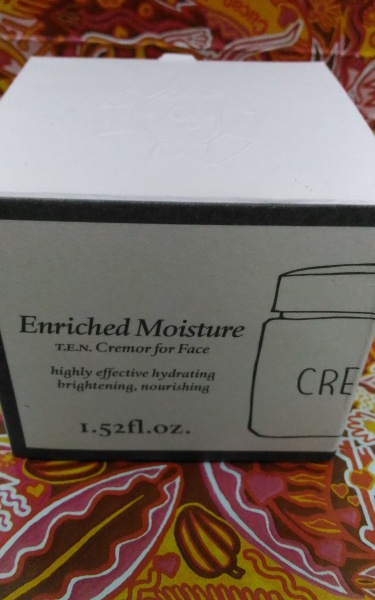 Enriched Moisture
T.E.N. Cremor for Face
highly effective hydrating
brightening, nourishing
1.52fl.oz.
CRE